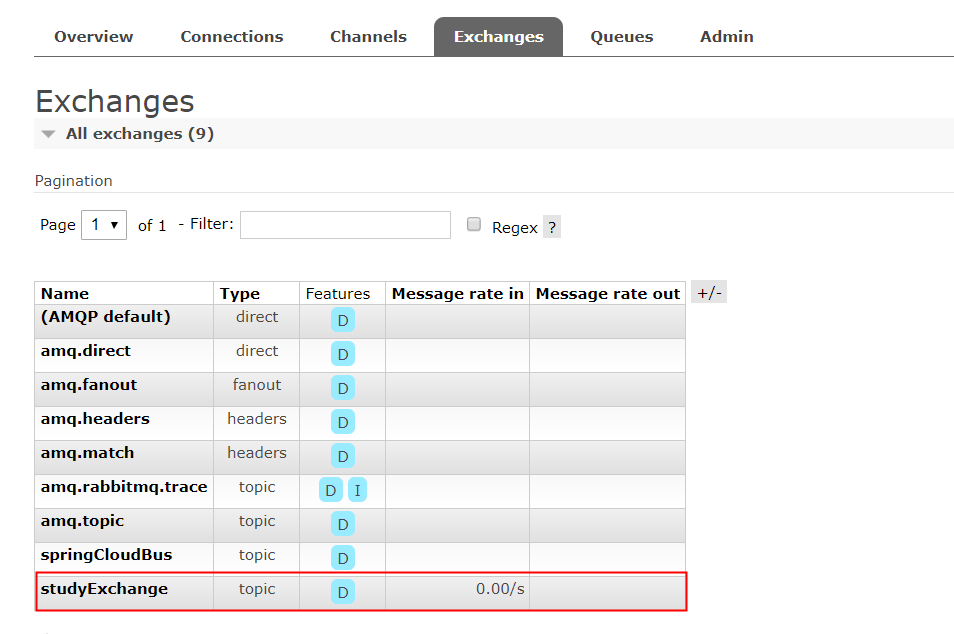 Overview Connections Channels Exchanges Queues Admin
Exchanges
All exchanges (9)
Pagination
Page 1 of 1 - Filter: Regex ?
Name Type Features Message rate in Message rate out +/-
(AMQP default) direct D
amq.direct direct D
amq.fanout fanout D
amq.headers headers D
amq.match headers D
amq.rabbitmq.trace topic D I
amq.topic topic D
springCloudBus topic D
studyExchange topic D 0.00/s